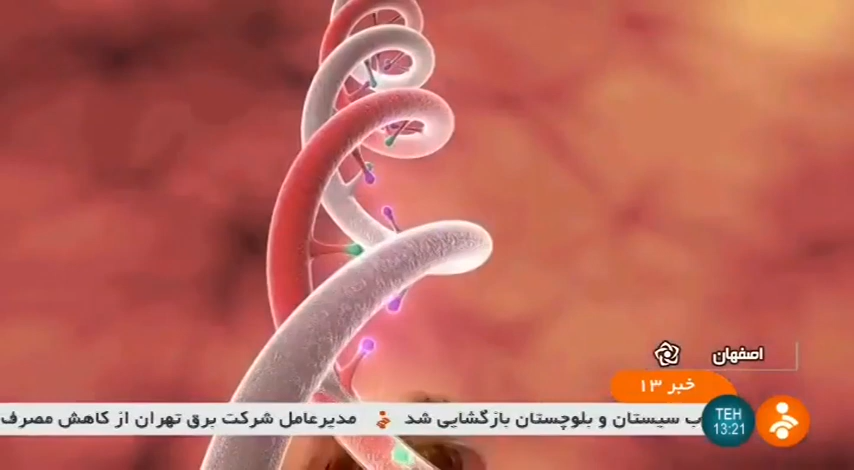 اصفهان
خبر ۱۳
سیستان و بلوچستان بازگشایی شد مدیرعامل شرکت برق تهران از کاهش مصرف
TEH
13:21